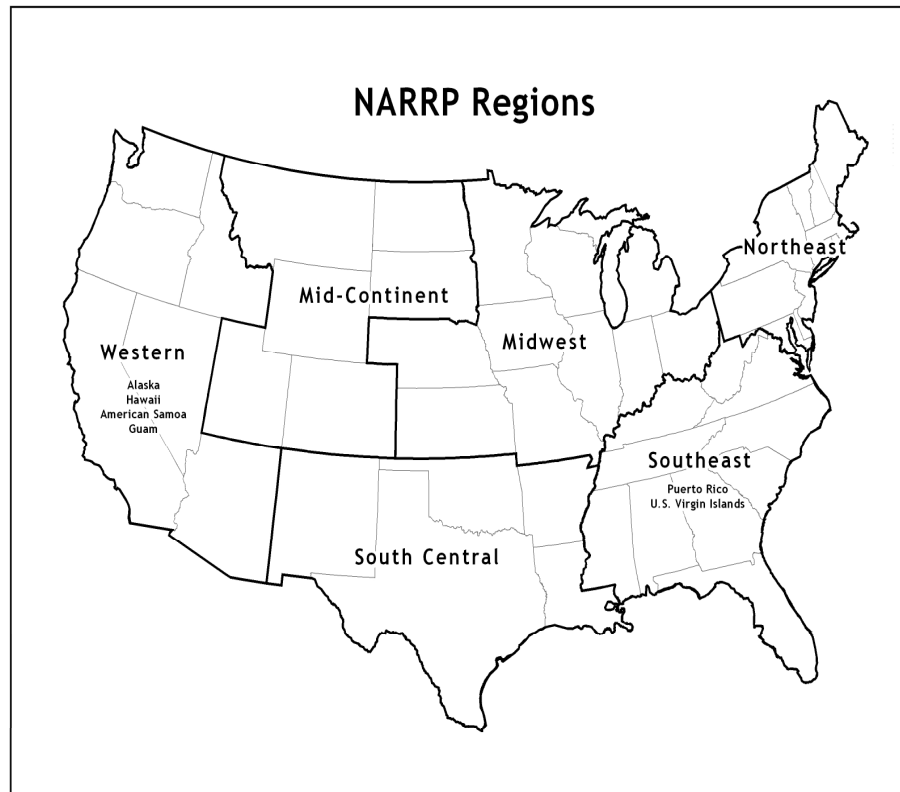 NARRP Regions
Northeast
Mid-Continent
Midwest
Western
Alaska
Hawaii
American Samoa
Guam
Southeast
Puerto Rico
U.S. Virgin Islands
South Central